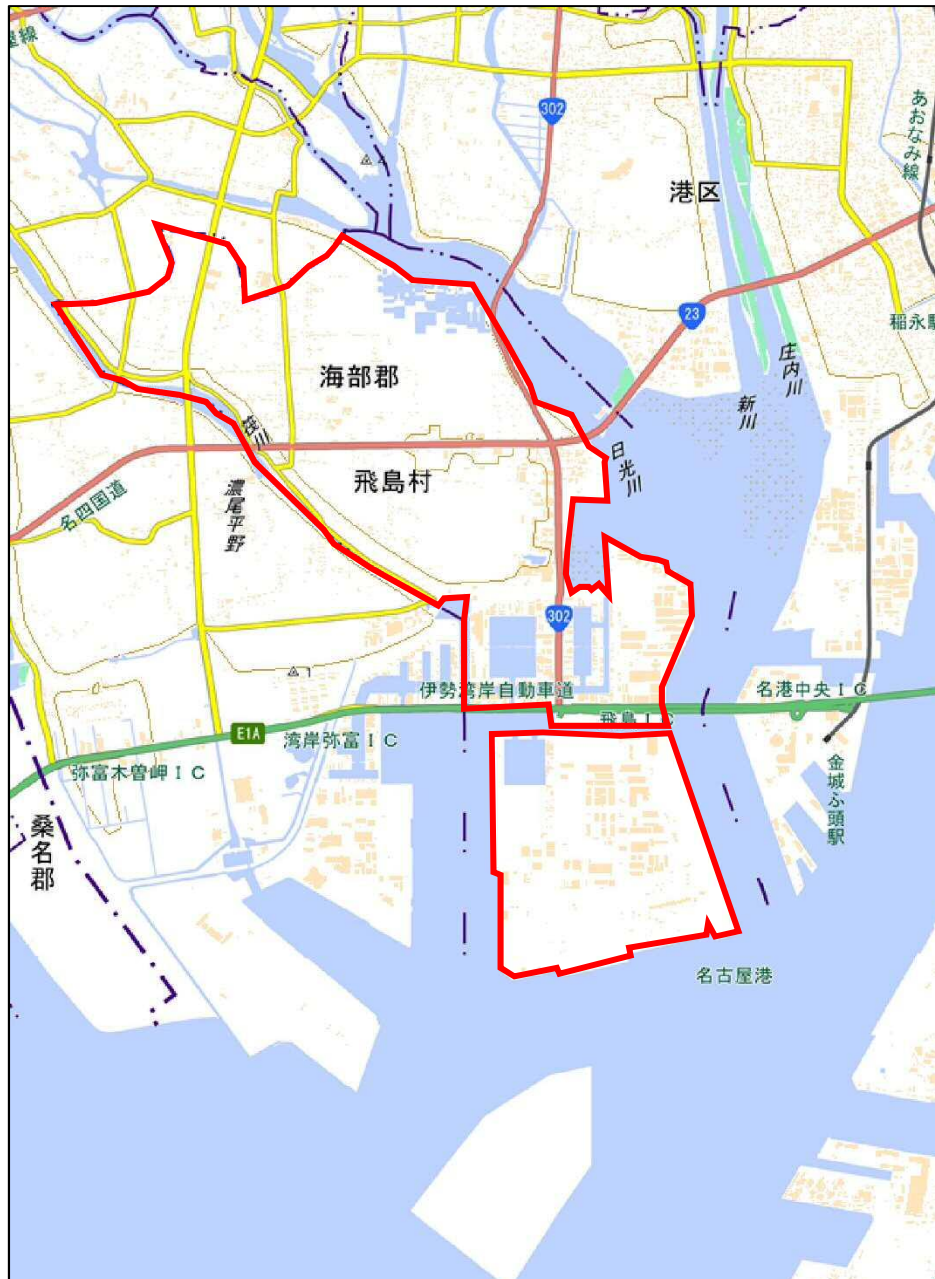 屋線
302
あおなみ線
港区
23
稲永駅
海部郡
庄内川
新川
筏川
日光川
飛島村
濃尾平野
名四国道
302
伊勢湾岸自動車道
名港中央IC
飛島IC
E1A
湾岸弥富IC
弥富木曽岬IC
金城ふ頭駅
桑名郡
名古屋港